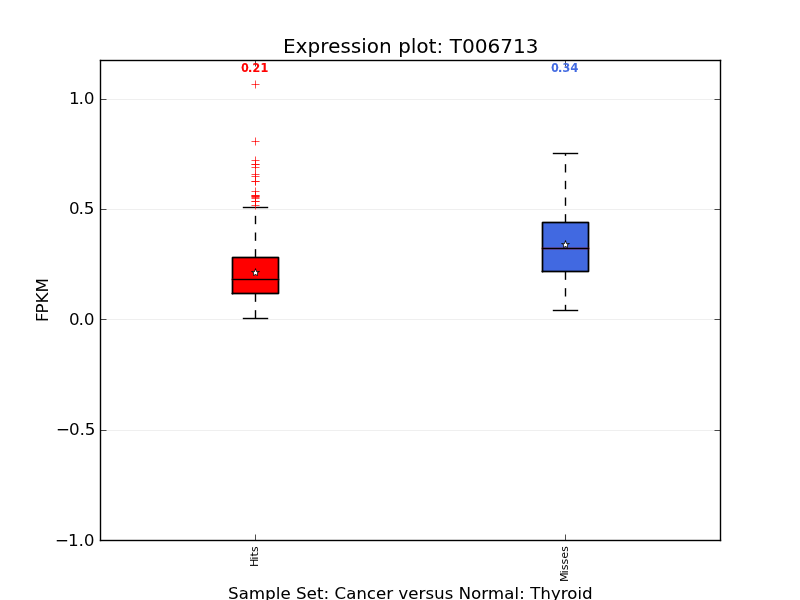 Expression plot: T006713
0.21
0.34
1.0
0.5
0.0
−0.5
−1.0
FPKM
Hits
Misses
Sample Set: Cancer versus Normal: Thyroid